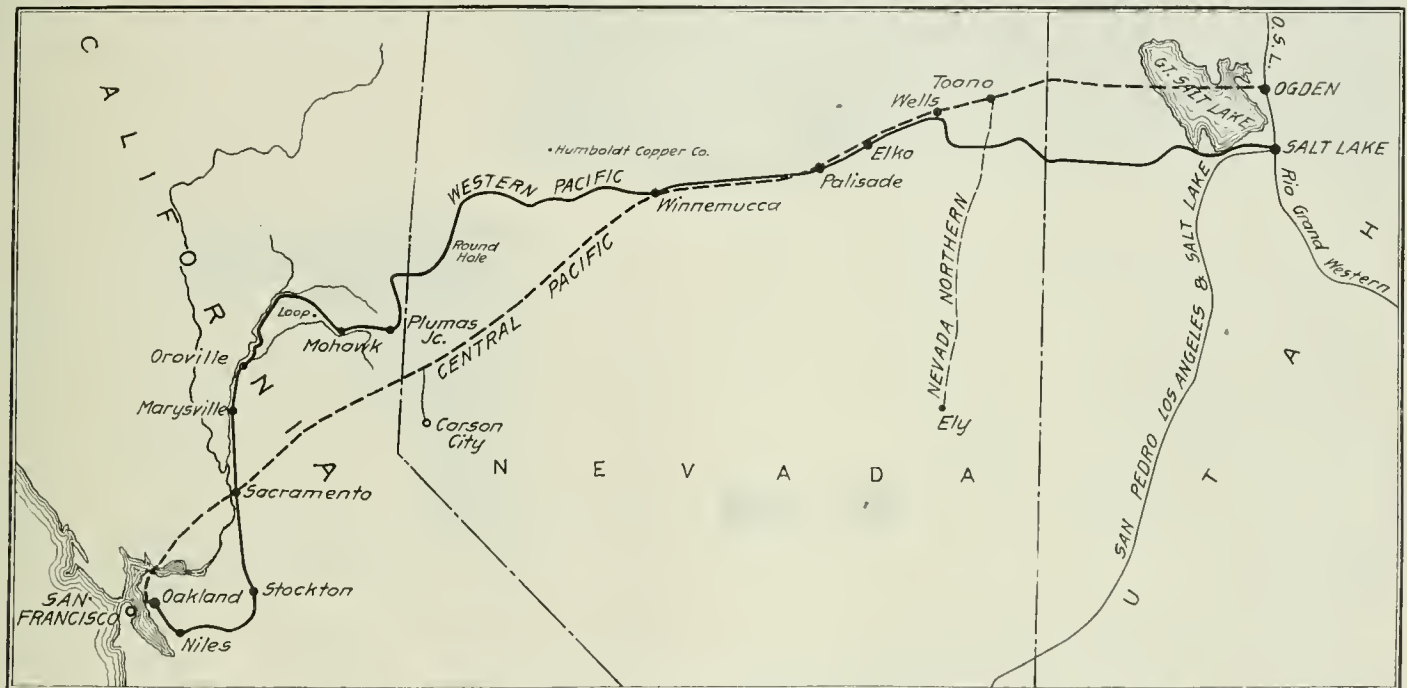 CALIFORNIA
NEVADA
UTAH
O.S.L.
GT. SALT LAKE
OGDEN
SALT LAKE
Rio Grand Western
SAN PEDRO LOS ANGELES & SALT LAKE
Toano
Wells
Elko
Palisade
NEVADA NORTHERN
Ely
Humboldt Copper Co.
WESTERN PACIFIC
Winnemucca
CENTRAL PACIFIC
Round
Hole
Loop
Mohawk
Plumas
Jc.
Oroville
Marysville
Carson
City
Sacramento
Stockton
Oakland
SAN
FRANCISCO
Niles